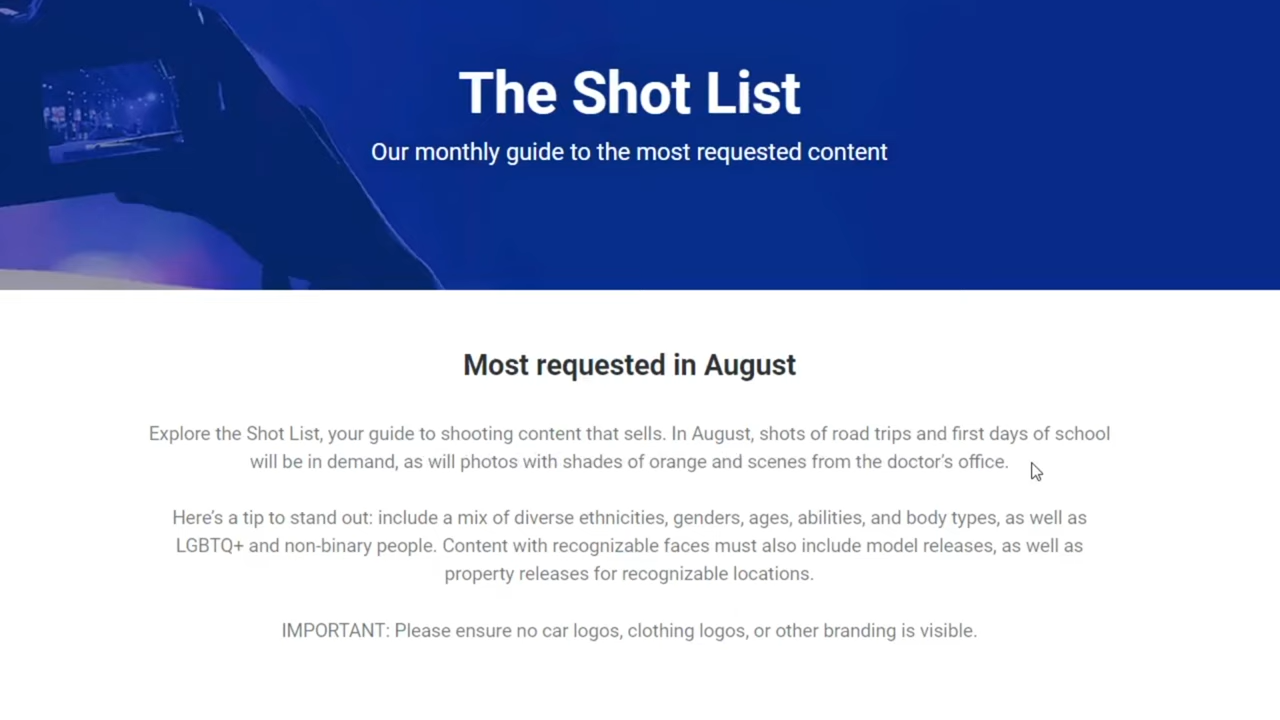 The Shot List
Our monthly guide to the most requested content
Most requested in August
Explore the Shot List, your guide to shooting content that sells. In August, shots of road trips and first days of school
will be in demand, as will photos with shades of orange and scenes from the doctor's office.
Here's a tip to stand out: include a mix of diverse ethnicities, genders, ages, abilities, and body types, as well as
LGBTQ+ and non-binary people. Content with recognizable faces must also include model releases, as well as
property releases for recognizable locations.
IMPORTANT: Please ensure no car logos, clothing logos, or other branding is visible.